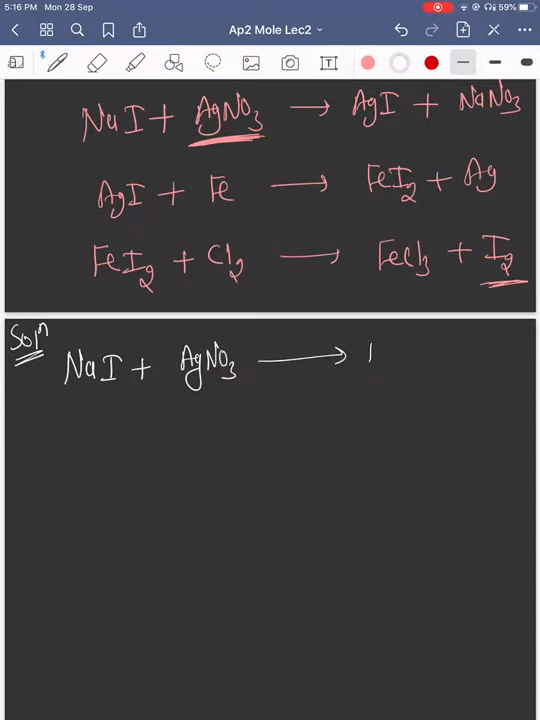 5:16 PM Mon 28 Sep 59%
Ap2 Mole Lec2
NaI + AgNO3 → AgI + NaNO3
AgI + Fe → FeI2 + Ag
FeI2 + Cl2 → FeCl3 + I2
Solⁿ
NaI + AgNO3 →